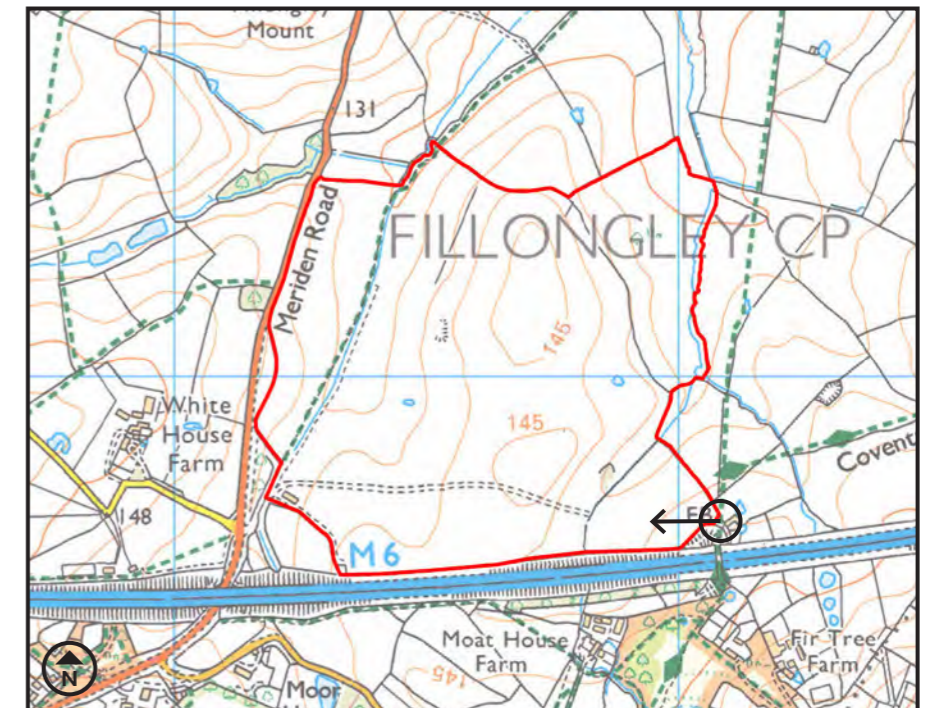 Mount
131
Meriden Road
FILLONGLEY CP
145
White
House
Farm
145
Covent
148
M6
Moat House
Farm
Fir Tree
Farm
145
Moor
N